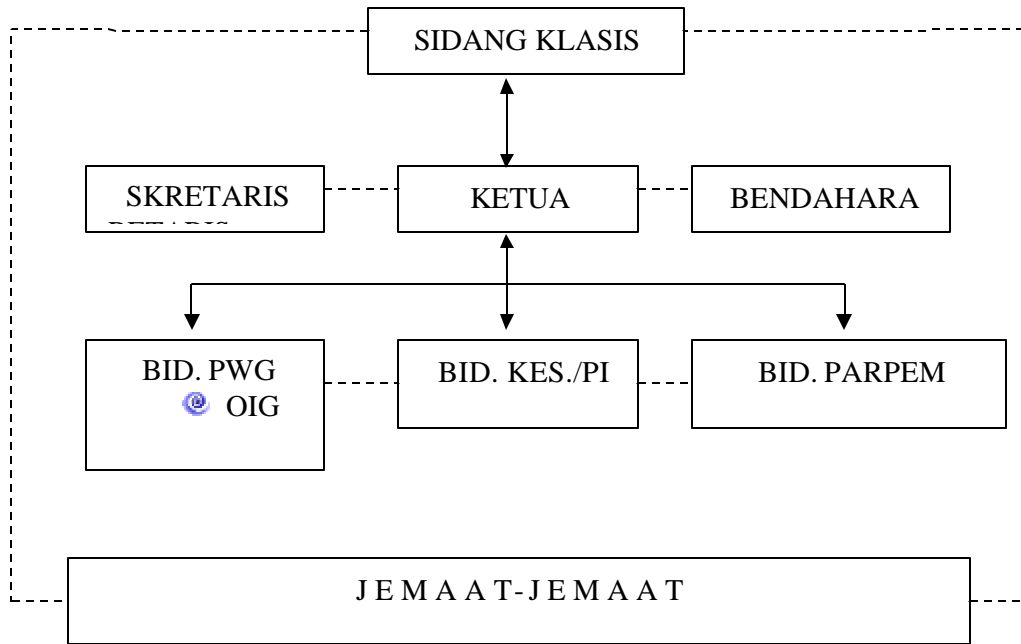 SIDANG KLASIS
SKRETARIS
KETUA
BENDAHARA
BID. PWG
OIG
BID. KES./PI
BID. PARPEM
J E M A A T-J E M A A T